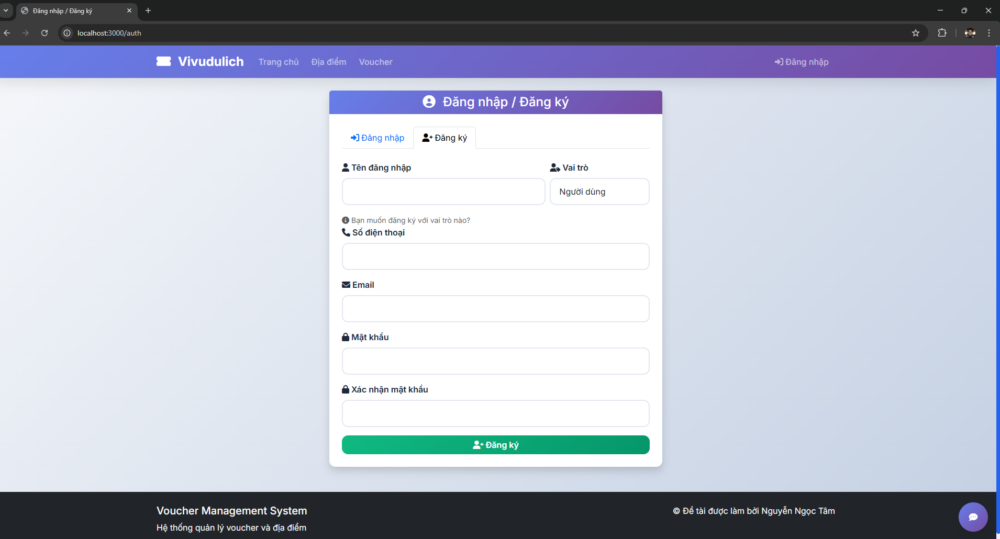 Đăng nhập / Đăng ký
localhost:3000/auth
Vivudulich
Trang chủ
Địa điểm
Voucher
Đăng nhập
Đăng nhập / Đăng ký
Đăng nhập
Đăng ký
Tên đăng nhập
Vai trò
Người dùng
Bạn muốn đăng ký với vai trò nào?
Số điện thoại
Email
Mật khẩu
Xác nhận mật khẩu
Đăng ký
Voucher Management System
© Đề tài được làm bởi Nguyễn Ngọc Tâm
Hệ thống quản lý voucher và địa điểm